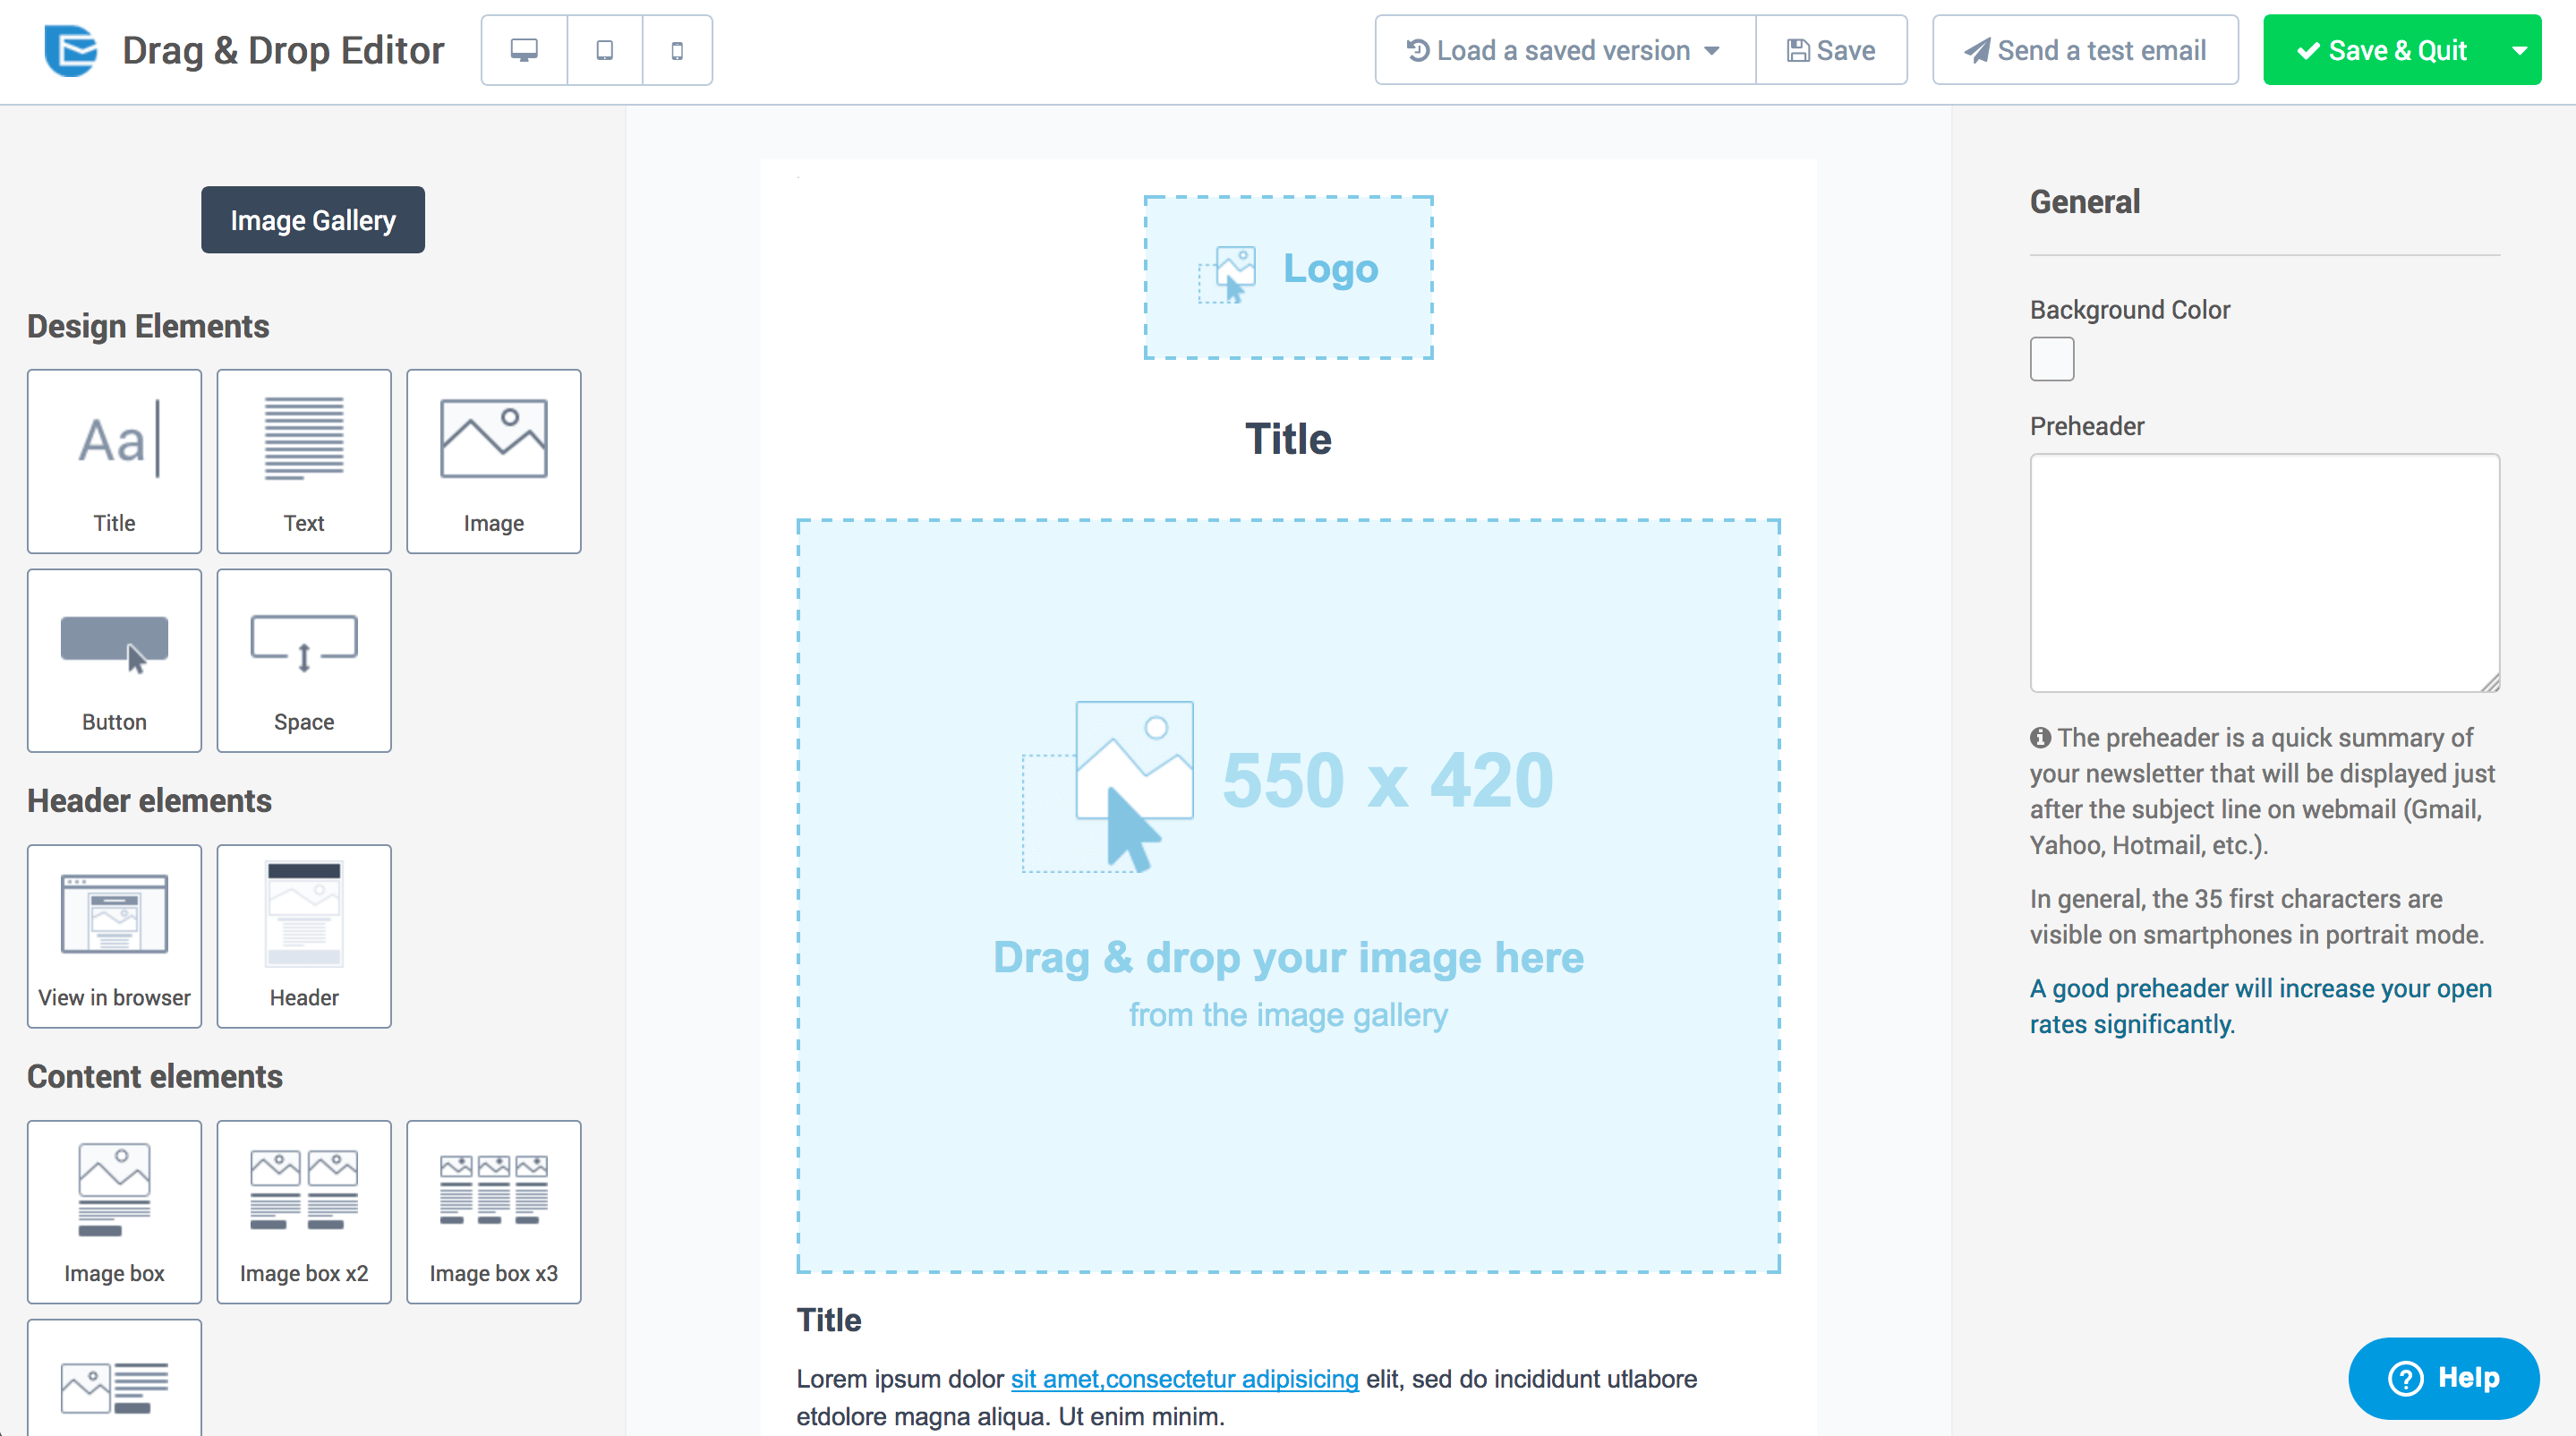 Drag & Drop Editor
Load a saved version
Save
Send a test email
Save & Quit
Image Gallery
Design Elements
Aa
Title
Text
Image
Button
Space
Header elements
View in browser
Header
Content elements
Image box
Image box x2
Image box x3
Logo
Title
550 x 420
Drag & drop your image here
from the image gallery
Title
Lorem ipsum dolor sit amet,consectetur adipisicing elit, sed do incididunt utlabore
etdolore magna aliqua. Ut enim minim.
General
Background Color
Preheader
The preheader is a quick summary of
your newsletter that will be displayed just
after the subject line on webmail (Gmail,
Yahoo, Hotmail, etc.).
In general, the 35 first characters are
visible on smartphones in portrait mode.
A good preheader will increase your open
rates significantly.
? Help